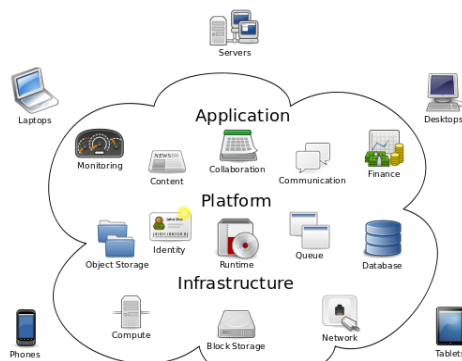 Servers
Laptops
Desktops
Application
Monitoring
NEWS
Content
Collaboration
Communication
Finance
Platform
Object Storage
Identity
Runtime
Queue
Database
Infrastructure
Compute
Block Storage
Network
Phones
Tablets